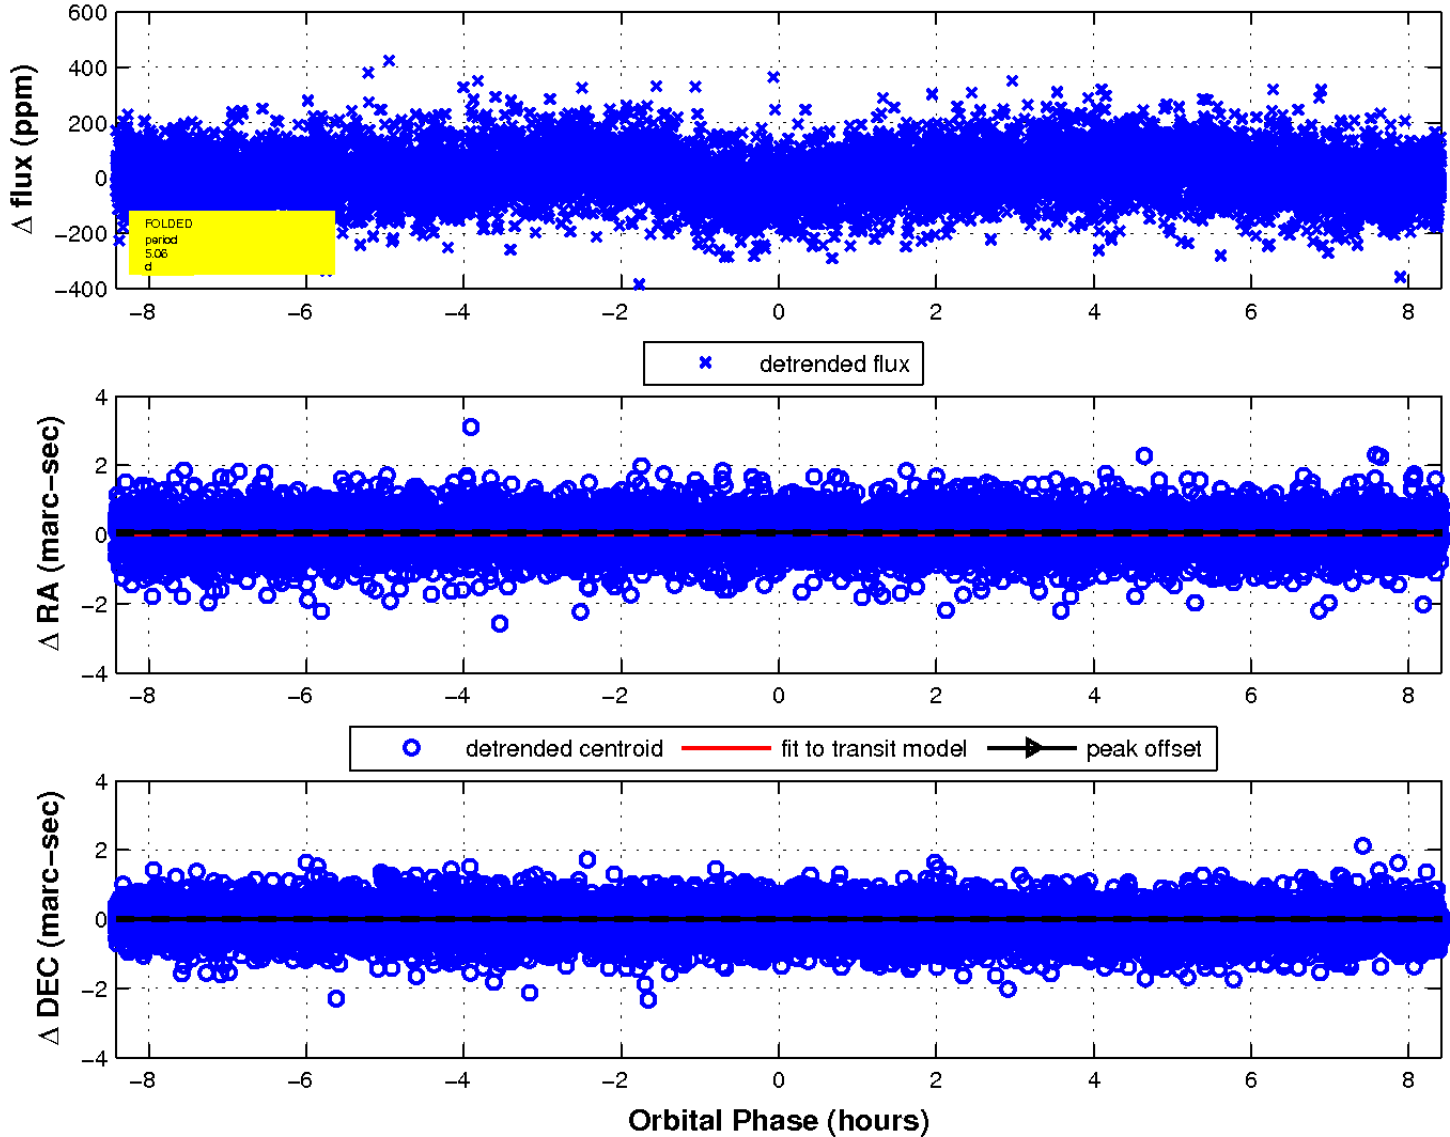 600
400
200
0
−200
−400
Δ flux (ppm)
FOLDED
period
5.06
d
−8 −6 −4 −2 0 2 4 6 8
detrended flux
4
2
0
−2
−4
Δ RA (marc−sec)
−8 −6 −4 −2 0 2 4 6 8
detrended centroid fit to transit model peak offset
4
2
0
−2
−4
Δ DEC (marc−sec)
−8 −6 −4 −2 0 2 4 6 8
Orbital Phase (hours)